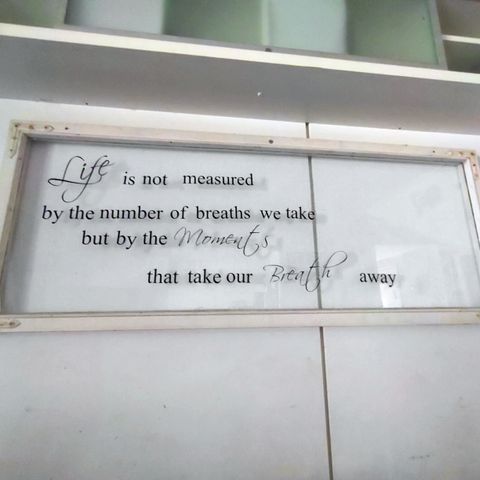 Life is not measured
by the number of breaths we take
but by the Moments
that take our Breath away